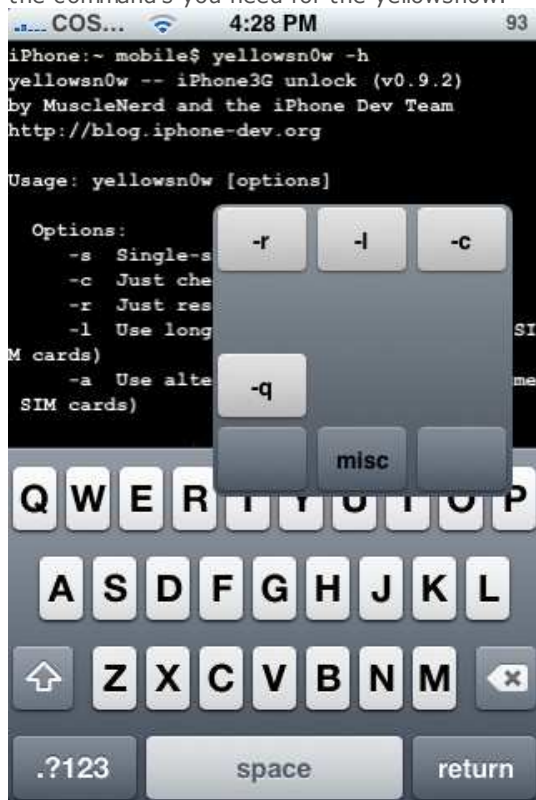 the command's you need for the yellowsn0w.
COS... 4:28 PM 93
iPhone:~ mobile$ yellowsn0w -h
yellowsn0w -- iPhone3G unlock (v0.9.2)
by MuscleNerd and the iPhone Dev Team
http://blog.iphone-dev.org
Usage: yellowsn0w [options]
Options:
-s Single-s
-c Just che
-r Just res
-l Use long SI
M cards)
-a Use alte me
SIM cards)
-r -l -c
-q
misc
Q W E R T Y U I O P
A S D F G H J K L
Z X C V B N M
.?123 space return